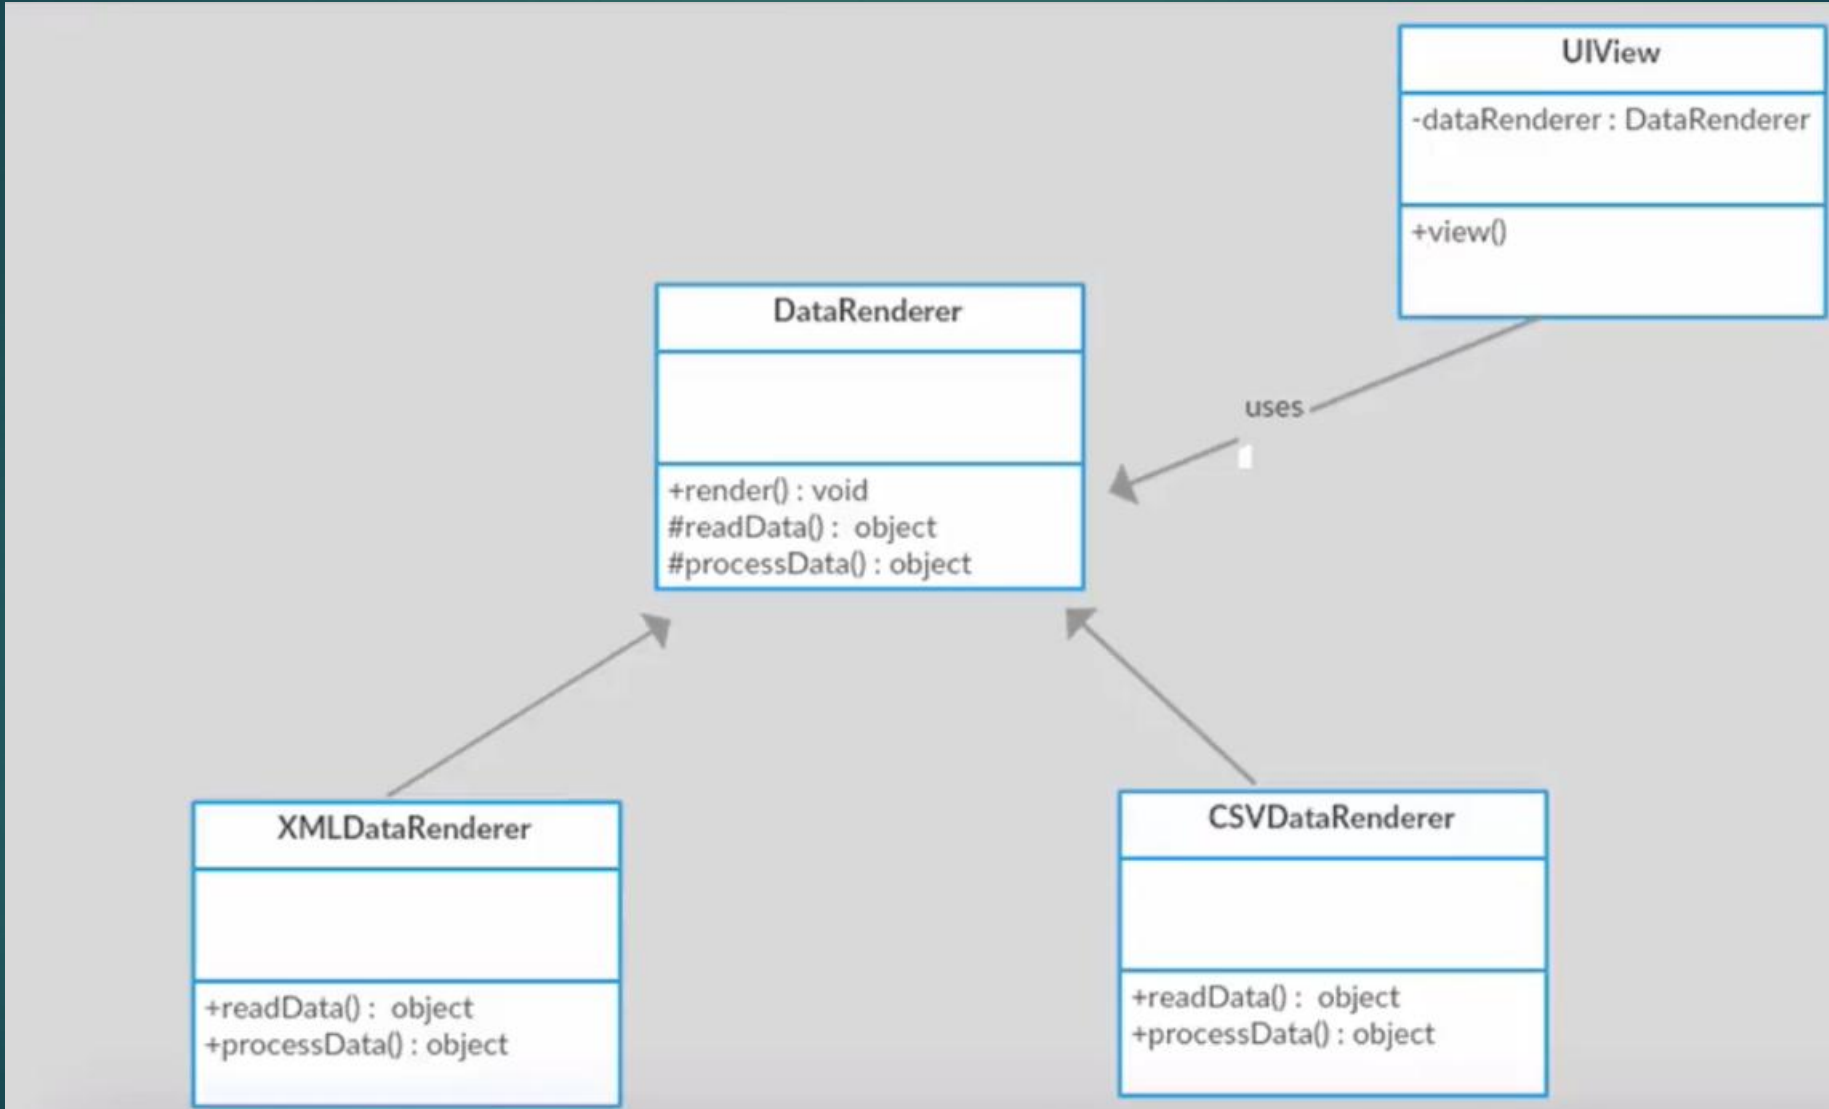 UIView
-dataRenderer : DataRenderer
+view()
DataRenderer
+render() : void
#readData() :  object
#processData() : object
uses
XMLDataRenderer
+readData() :  object
+processData() : object
CSVDataRenderer
+readData() :  object
+processData() : object